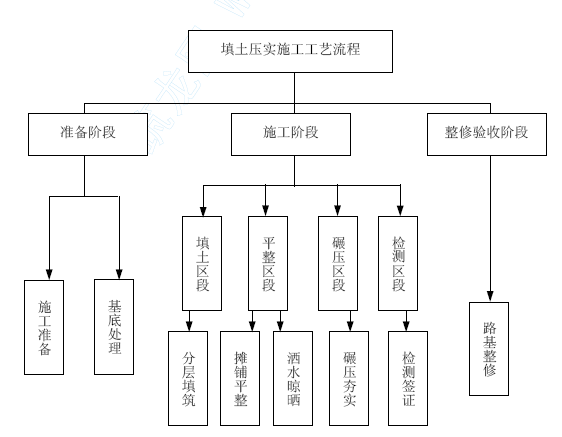 填土压实施工工艺流程
准备阶段
施工阶段
整修验收阶段
填土区段
平整区段
碾压区段
检测区段
施工准备
基底处理
路基整修
分层填筑
摊铺平整
洒水晾晒
碾压夯实
检测签证